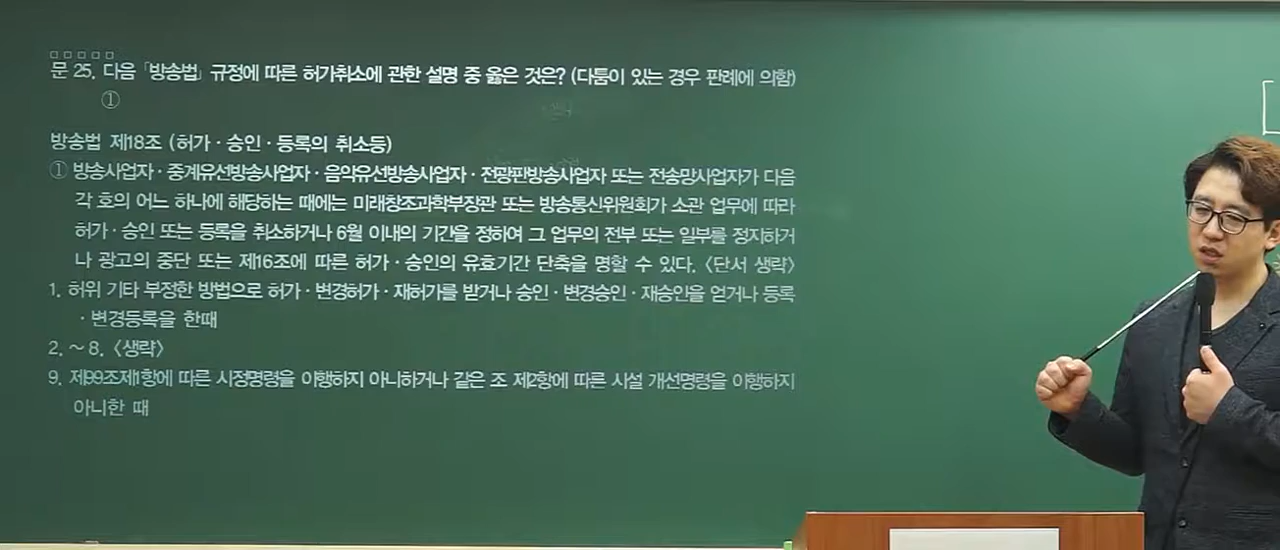 □□□□□
문 25. 다음 「방송법」 규정에 따른 허가취소에 관한 설명 중 옳은 것은? (다툼이 있는 경우 판례에 의함)
①
방송법 제18조 (허가 · 승인 · 등록의 취소등)
① 방송사업자 · 중계유선방송사업자 · 음악유선방송사업자 · 전광판방송사업자 또는 전송망사업자가 다음
각 호의 어느 하나에 해당하는 때에는 미래창조과학부장관 또는 방송통신위원회가 소관 업무에 따라
허가 · 승인 또는 등록을 취소하거나 6월 이내의 기간을 정하여 그 업무의 전부 또는 일부를 정지하거
나 광고의 중단 또는 제16조에 따른 허가 · 승인의 유효기간 단축을 명할 수 있다. 〈단서 생략〉
1. 허위 기타 부정한 방법으로 허가 · 변경허가 · 재허가를 받거나 승인 · 변경승인 · 재승인을 얻거나 등록
· 변경등록을 한때
2. ~ 8. 〈생략〉
9. 제99조제1항에 따른 시정명령을 이행하지 아니하거나 같은 조 제2항에 따른 시설 개선명령을 이행하지
아니한 때